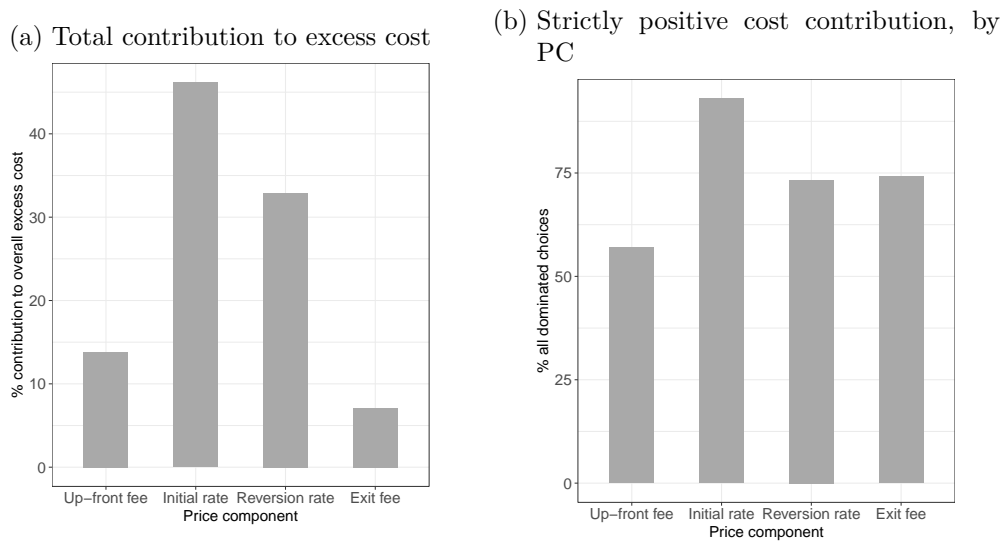 (a) Total contribution to excess cost
% contribution to overall excess cost
40
30
20
10
0
Up−front fee Initial rate Reversion rate Exit fee
Price component
(b) Strictly positive cost contribution, by
PC
% all dominated choices
75
50
25
0
Up−front fee Initial rate Reversion rate Exit fee
Price component